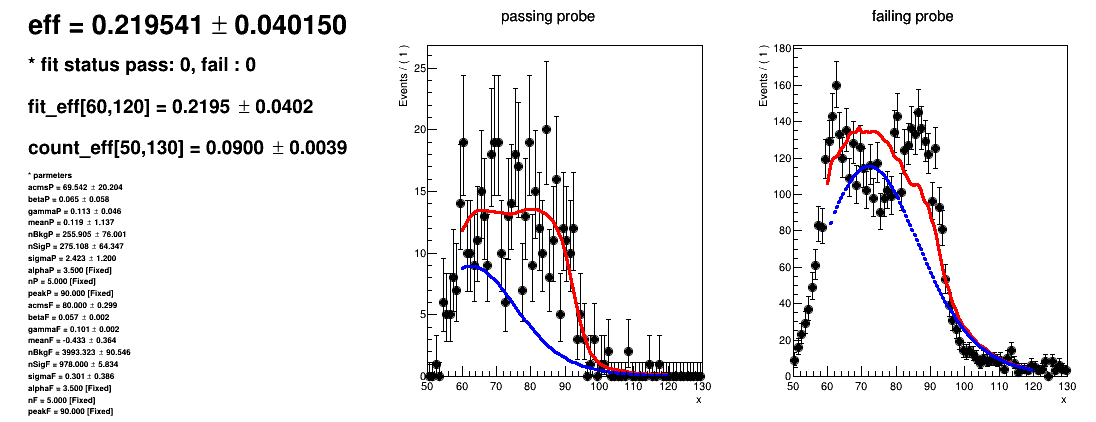 eff = 0.219541 ± 0.040150
* fit status pass: 0, fail : 0
fit_eff[60,120] = 0.2195 ± 0.0402
count_eff[50,130] = 0.0900 ± 0.0039
* parmeters
acmsP = 69.542 ± 20.204
betaP = 0.065 ± 0.058
gammaP = 0.113 ± 0.046
meanP = 0.119 ± 1.137
nBkgP = 255.905 ± 76.001
nSigP = 275.108 ± 64.347
sigmaP = 2.423 ± 1.200
alphaP = 3.500 [Fixed]
nP = 5.000 [Fixed]
peakP = 90.000 [Fixed]
acmsF = 80.000 ± 0.299
betaF = 0.057 ± 0.002
gammaF = 0.101 ± 0.002
meanF = -0.433 ± 0.364
nBkgF = 3993.323 ± 90.546
nSigF = 978.000 ± 5.834
sigmaF = 0.301 ± 0.386
alphaF = 3.500 [Fixed]
nF = 5.000 [Fixed]
peakF = 90.000 [Fixed]
passing probe
Events / ( 1 )
25
20
15
10
5
0
50 60 70 80 90 100 110 120 130
x
failing probe
Events / ( 1 )
180
160
140
120
100
80
60
40
20
0
50 60 70 80 90 100 110 120 130
x